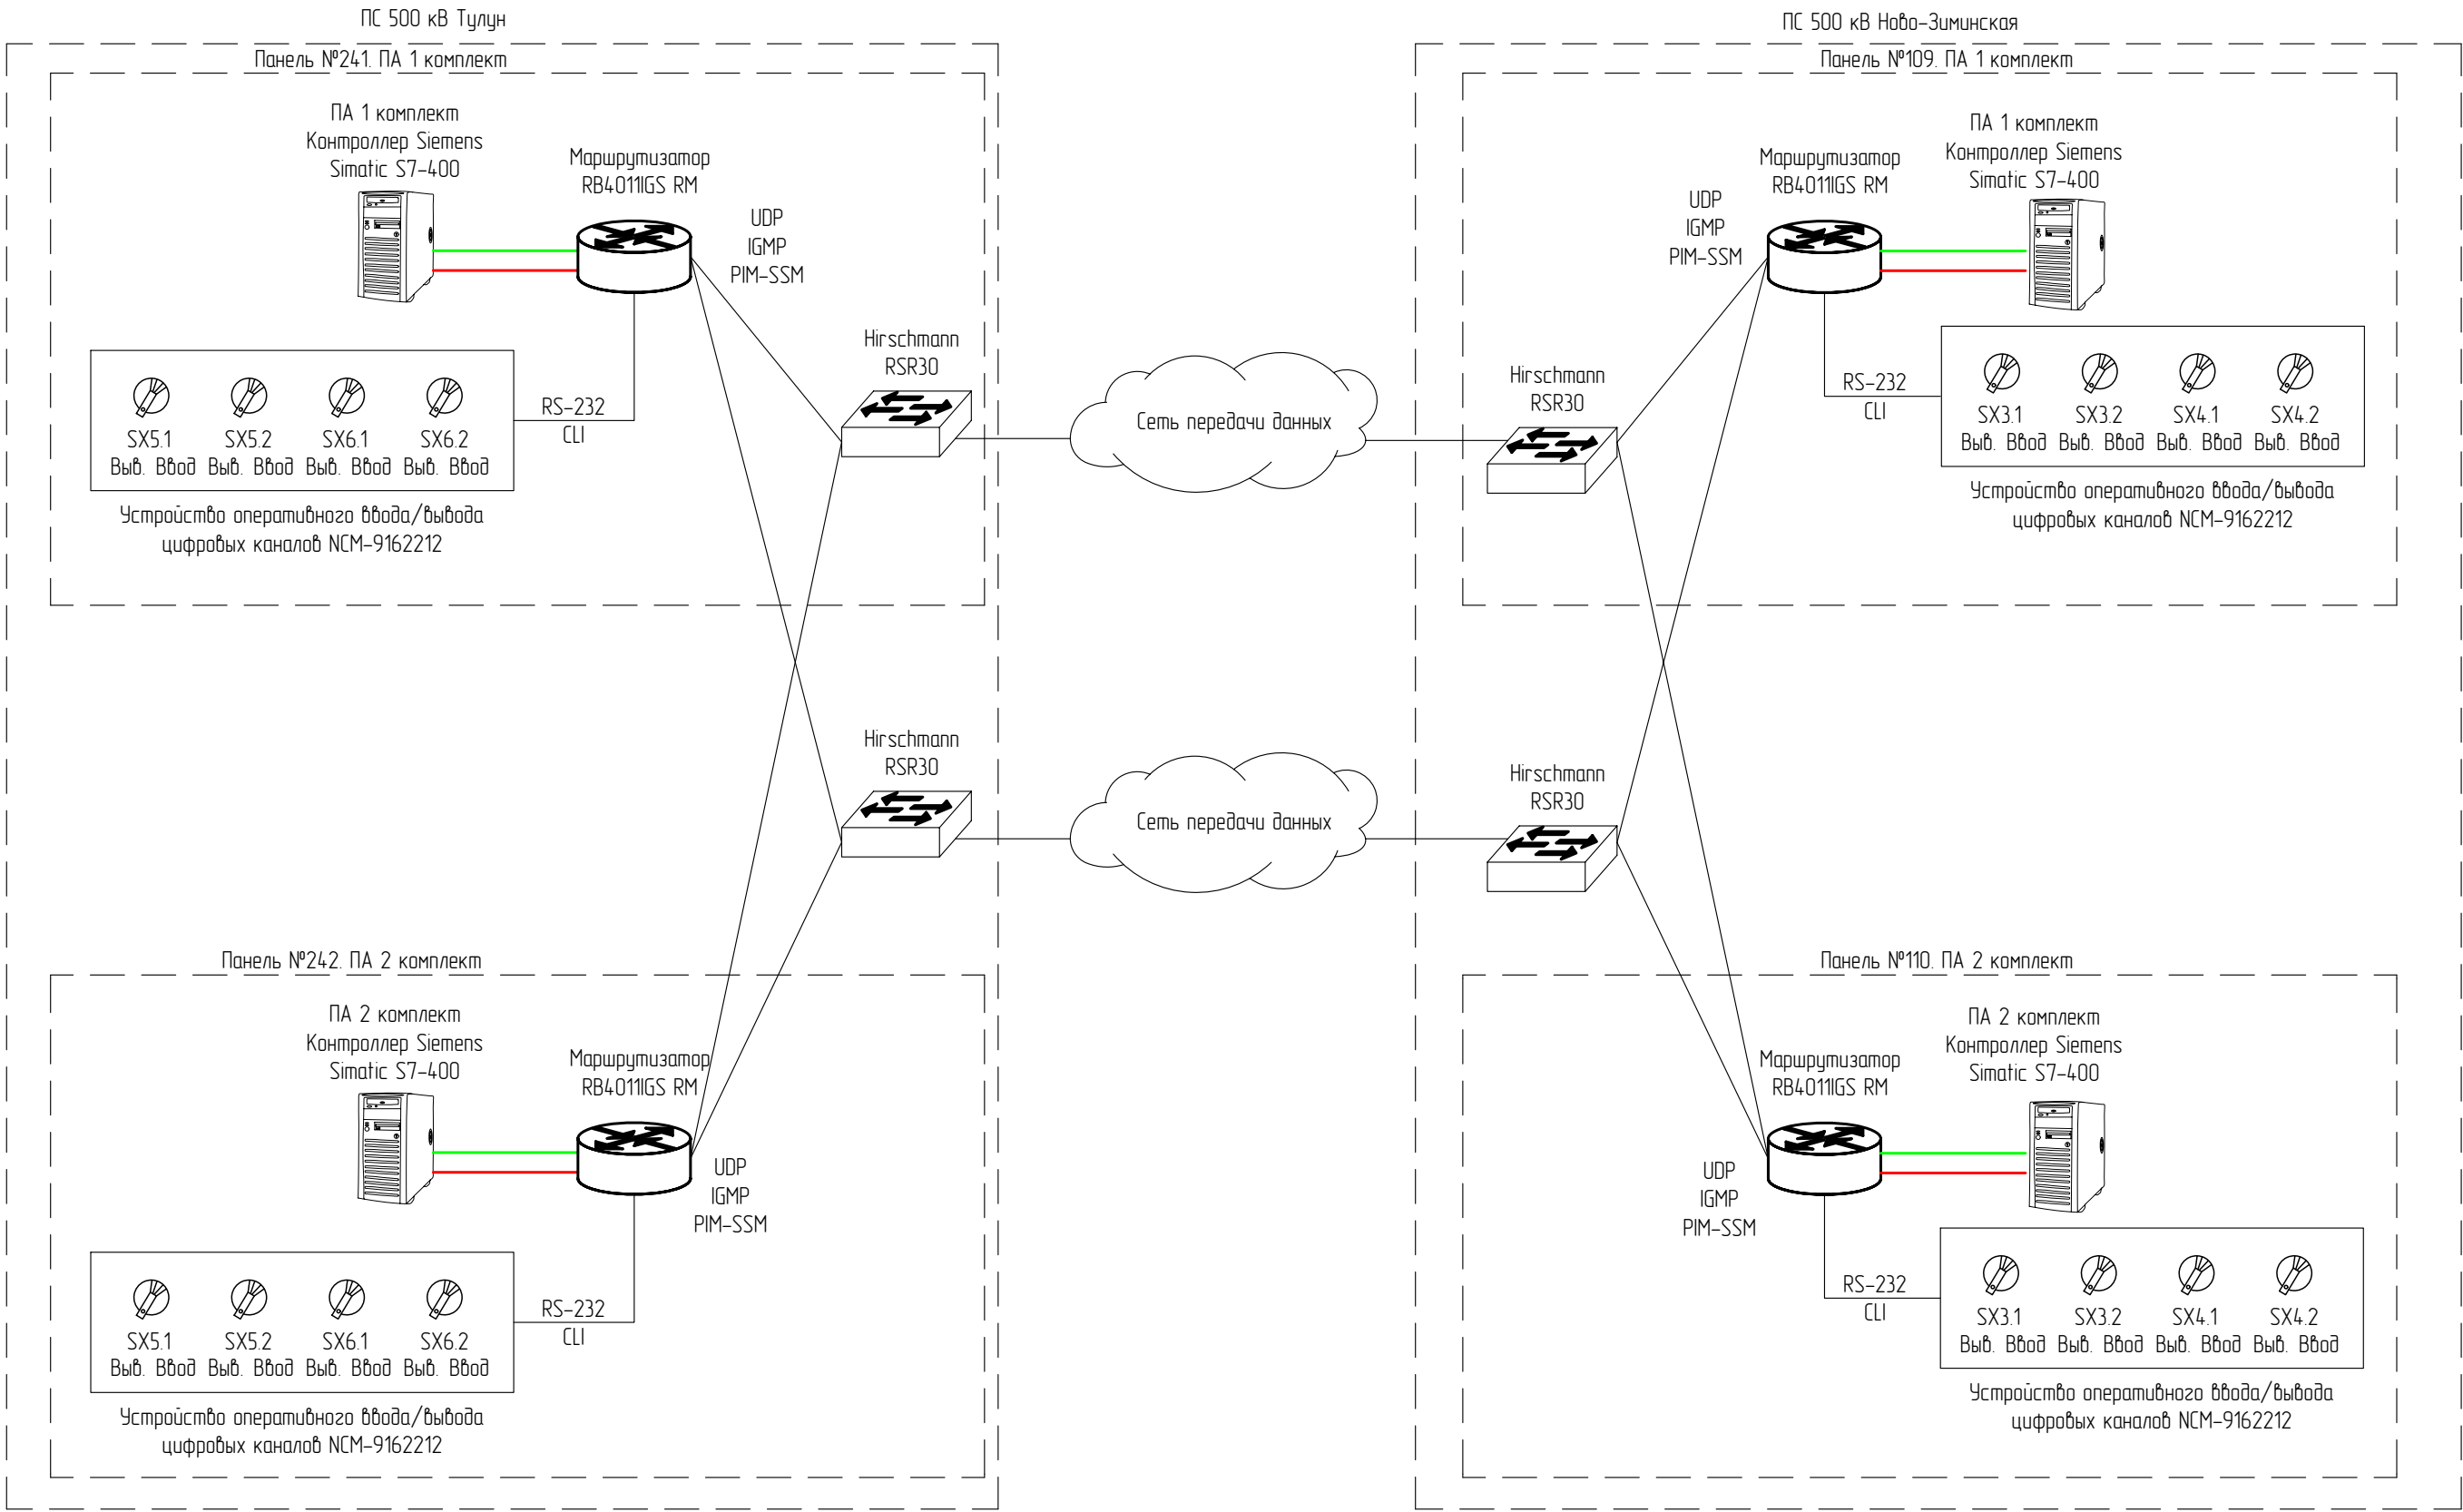 ПС 500 кВ Тулун
Панель №241. ПА 1 комплект
ПА 1 комплект
Контроллер Siemens
Simatic S7-400
Маршрутизатор
RB4011IGS RM
UDP
IGMP
PIM-SSM
Hirschmann
RSR30
SX5.1 SX5.2 SX6.1 SX6.2
Выв. Ввод Выв. Ввод Выв. Ввод Выв. Ввод
RS-232
CLI
Устройство оперативного ввода/вывода
цифровых каналов NCM-9162212
Сеть передачи данных
Hirschmann
RSR30
Сеть передачи данных
Панель №242. ПА 2 комплект
ПА 2 комплект
Контроллер Siemens
Simatic S7-400
Маршрутизатор
RB4011IGS RM
UDP
IGMP
PIM-SSM
SX5.1 SX5.2 SX6.1 SX6.2
Выв. Ввод Выв. Ввод Выв. Ввод Выв. Ввод
RS-232
CLI
Устройство оперативного ввода/вывода
цифровых каналов NCM-9162212
ПС 500 кВ Ново-Зиминская
Панель №109. ПА 1 комплект
ПА 1 комплект
Контроллер Siemens
Simatic S7-400
Маршрутизатор
RB4011IGS RM
UDP
IGMP
PIM-SSM
Hirschmann
RSR30
RS-232
CLI
SX3.1 SX3.2 SX4.1 SX4.2
Выв. Ввод Выв. Ввод Выв. Ввод Выв. Ввод
Устройство оперативного ввода/вывода
цифровых каналов NCM-9162212
Hirschmann
RSR30
Панель №110. ПА 2 комплект
ПА 2 комплект
Контроллер Siemens
Simatic S7-400
Маршрутизатор
RB4011IGS RM
UDP
IGMP
PIM-SSM
RS-232
CLI
SX3.1 SX3.2 SX4.1 SX4.2
Выв. Ввод Выв. Ввод Выв. Ввод Выв. Ввод
Устройство оперативного ввода/вывода
цифровых каналов NCM-9162212